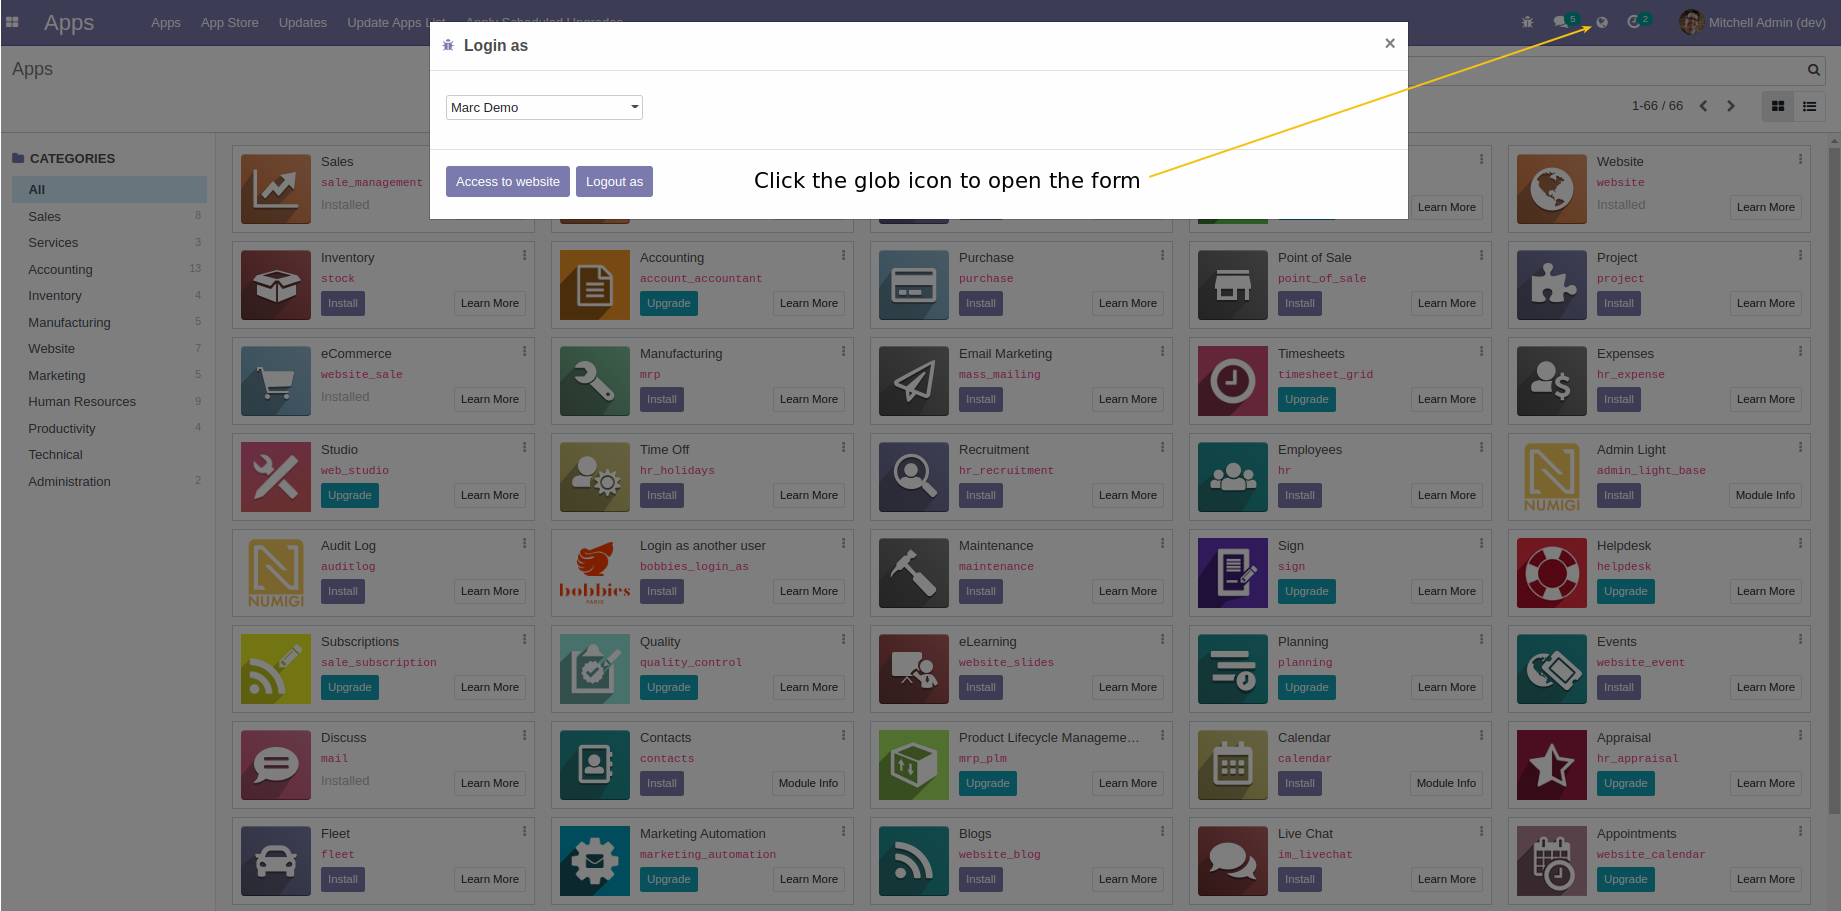 Apps
Apps App Store Updates Update Apps List Apply Scheduled Upgrades
5
2
Mitchell Admin (dev)
Login as
×
Apps
Marc Demo
1-66 / 66
Access to website
Logout as
Click the glob icon to open the form
CATEGORIES
All
Sales 8
Services 3
Accounting 13
Inventory 4
Manufacturing 5
Website 7
Marketing 5
Human Resources 9
Productivity 4
Technical
Administration 2
Sales
sale_management
Installed
Learn More
Website
website
Installed
Learn More
Inventory
stock
Install
Learn More
Accounting
account_accountant
Upgrade
Learn More
Purchase
purchase
Install
Learn More
Point of Sale
point_of_sale
Install
Learn More
Project
project
Install
Learn More
eCommerce
website_sale
Installed
Learn More
Manufacturing
mrp
Install
Learn More
Email Marketing
mass_mailing
Install
Learn More
Timesheets
timesheet_grid
Upgrade
Learn More
Expenses
hr_expense
Install
Learn More
Studio
web_studio
Upgrade
Learn More
Time Off
hr_holidays
Install
Learn More
Recruitment
hr_recruitment
Install
Learn More
Employees
hr
Install
Learn More
NUMIGI
Admin Light
admin_light_base
Install
Module Info
NUMIGI
Audit Log
auditlog
Install
Learn More
bobbies
PARIS
Login as another user
bobbies_login_as
Install
Learn More
Maintenance
maintenance
Install
Learn More
Sign
sign
Upgrade
Learn More
Helpdesk
helpdesk
Upgrade
Learn More
Subscriptions
sale_subscription
Upgrade
Learn More
Quality
quality_control
Upgrade
Learn More
eLearning
website_slides
Install
Learn More
Planning
planning
Upgrade
Learn More
Events
website_event
Install
Learn More
Discuss
mail
Installed
Learn More
Contacts
contacts
Install
Module Info
Product Lifecycle Manageme...
mrp_plm
Upgrade
Learn More
Calendar
calendar
Install
Module Info
Appraisal
hr_appraisal
Upgrade
Learn More
Fleet
fleet
Install
Learn More
Marketing Automation
marketing_automation
Upgrade
Learn More
Blogs
website_blog
Install
Learn More
Live Chat
im_livechat
Install
Learn More
Appointments
website_calendar
Upgrade
Learn More